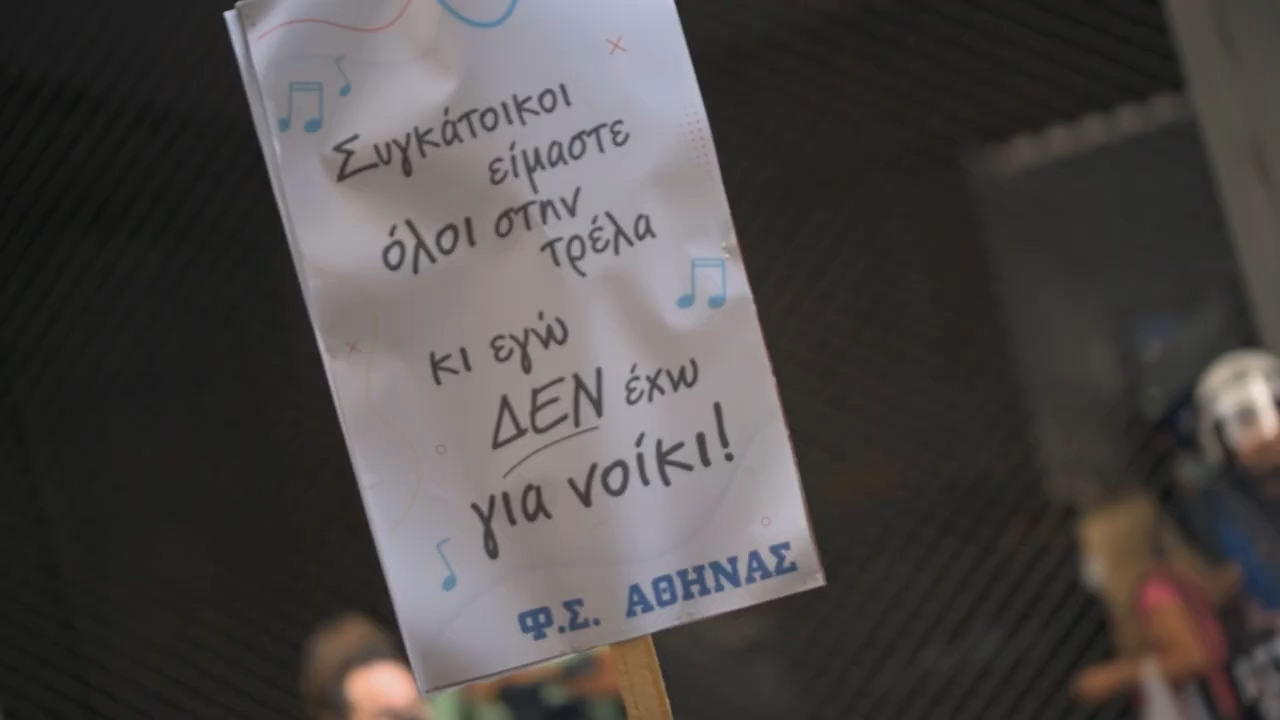 Συγκάτοικοι
είμαστε
όλοι στην
τρέλα
κι εγώ
ΔΕΝ έχω
για νοίκι!
Φ.Σ. ΑΘΗΝΑΣ